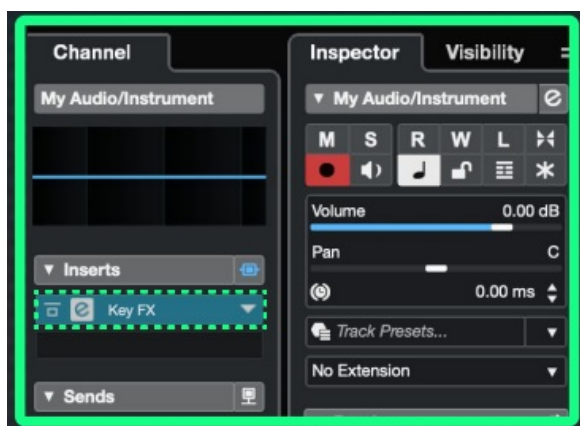 Channel
My Audio/Instrument
Inserts
e Key FX
Sends
Inspector
Visibility
My Audio/Instrument e
M S R W L
Volume 0.00 dB
Pan C
0.00 ms
Track Presets...
No Extension